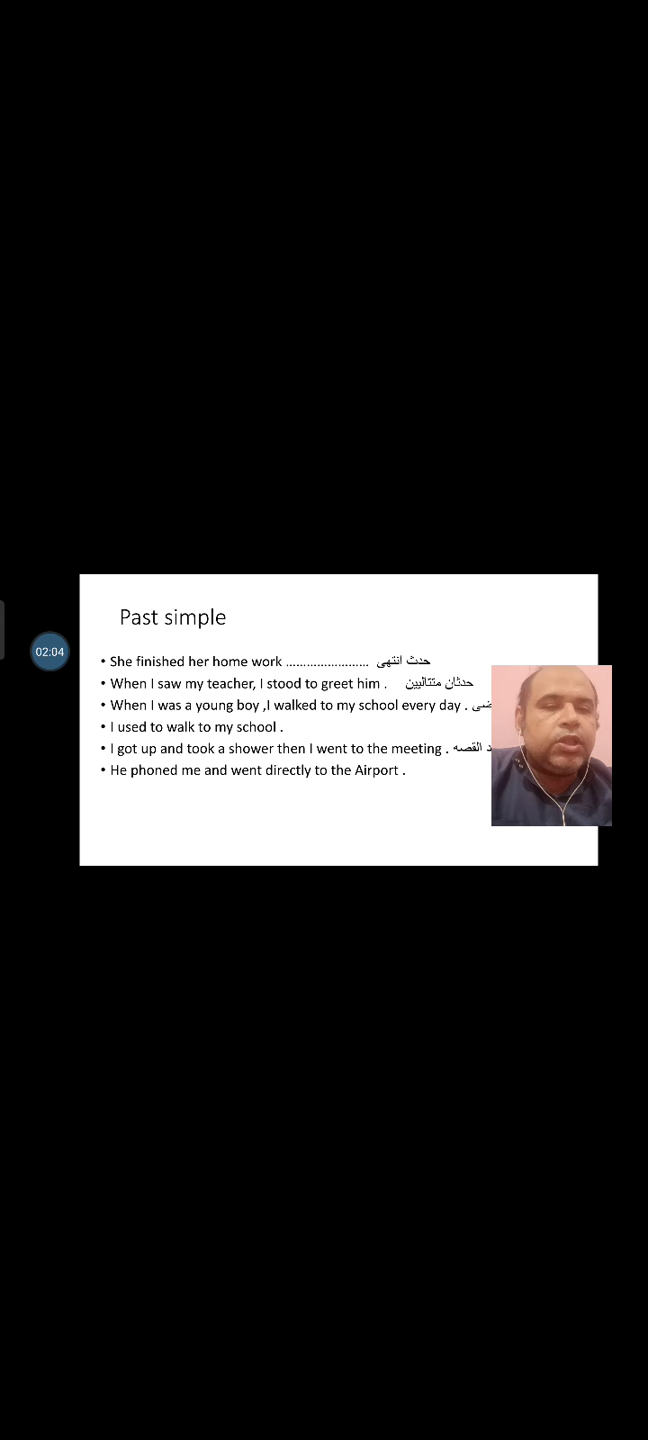 Past simple
02:04
• She finished her home work ........................ حدث انتهى
• When I saw my teacher, I stood to greet him . حدثان متتاليين
• When I was a young boy ,I walked to my school every day .
• I used to walk to my school .
• I got up and took a shower then I went to the meeting . القصه
• He phoned me and went directly to the Airport .